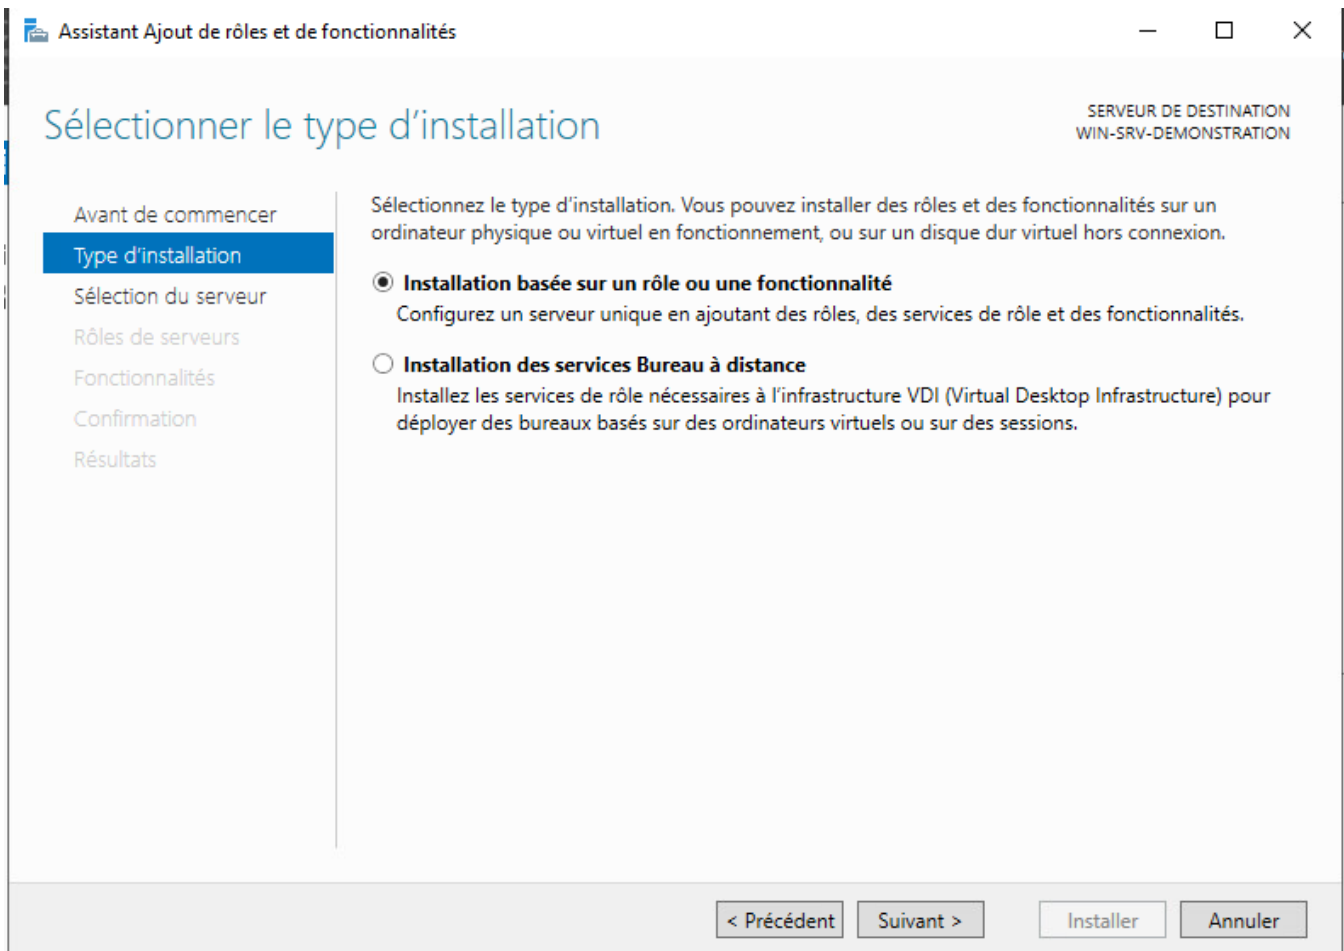 Assistant Ajout de rôles et de fonctionnalités
Sélectionner le type d’installation
SERVEUR DE DESTINATION
WIN-SRV-DEMONSTRATION
Avant de commencer
Type d’installation
Sélection du serveur
Rôles de serveurs
Fonctionnalités
Confirmation
Résultats
Sélectionnez le type d’installation. Vous pouvez installer des rôles et des fonctionnalités sur un
ordinateur physique ou virtuel en fonctionnement, ou sur un disque dur virtuel hors connexion.
Installation basée sur un rôle ou une fonctionnalité
Configurez un serveur unique en ajoutant des rôles, des services de rôle et des fonctionnalités.
Installation des services Bureau à distance
Installez les services de rôle nécessaires à l’infrastructure VDI (Virtual Desktop Infrastructure) pour
déployer des bureaux basés sur des ordinateurs virtuels ou sur des sessions.
< Précédent
Suivant >
Installer
Annuler